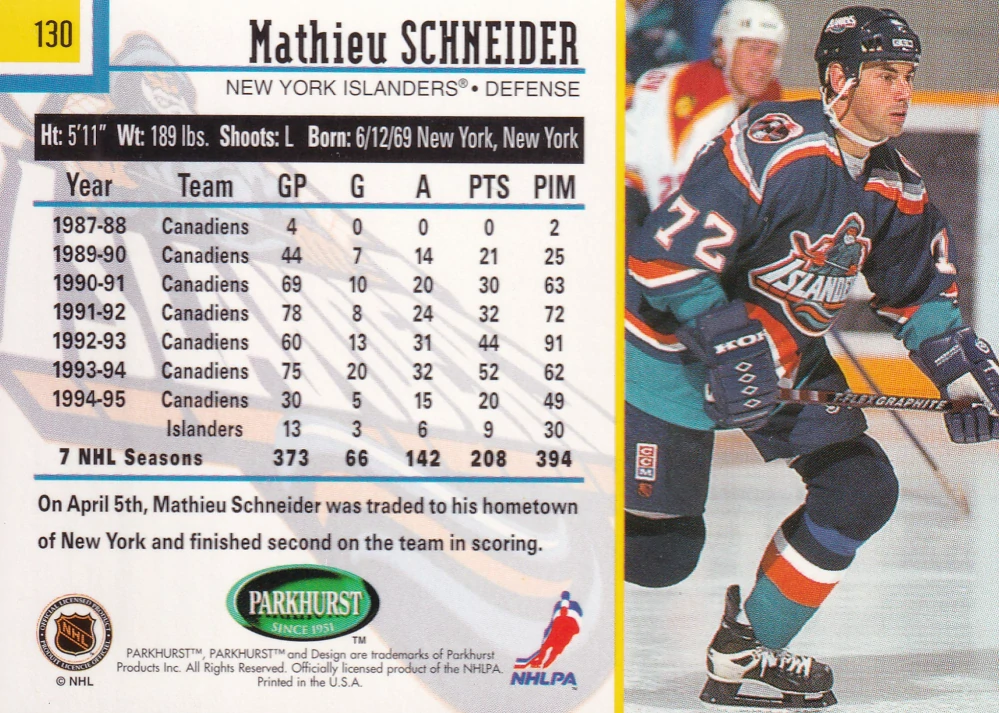 130
Mathieu SCHNEIDER
NEW YORK ISLANDERS® • DEFENSE
Ht: 5'11" Wt: 189 lbs. Shoots: L Born: 6/12/69 New York, New York
Year Team GP G A PTS PIM
1987-88 Canadiens 4 0 0 0 2
1989-90 Canadiens 44 7 14 21 25
1990-91 Canadiens 69 10 20 30 63
1991-92 Canadiens 78 8 24 32 72
1992-93 Canadiens 60 13 31 44 91
1993-94 Canadiens 75 20 32 52 62
1994-95 Canadiens 30 5 15 20 49
Islanders 13 3 6 9 30
7 NHL Seasons 373 66 142 208 394
On April 5th, Mathieu Schneider was traded to his hometown
of New York and finished second on the team in scoring.
PARKHURST
SINCE 1951
TM
NHL
© NHL
PARKHURST™, PARKHURST™ and Design are trademarks of Parkhurst
Products Inc. All Rights Reserved. Officially licensed product of the NHLPA.
Printed in the U.S.A.
NHLPA
CCM
72
ISLANDE
7
KOH
T-FLEX GRAPHITE
CCM